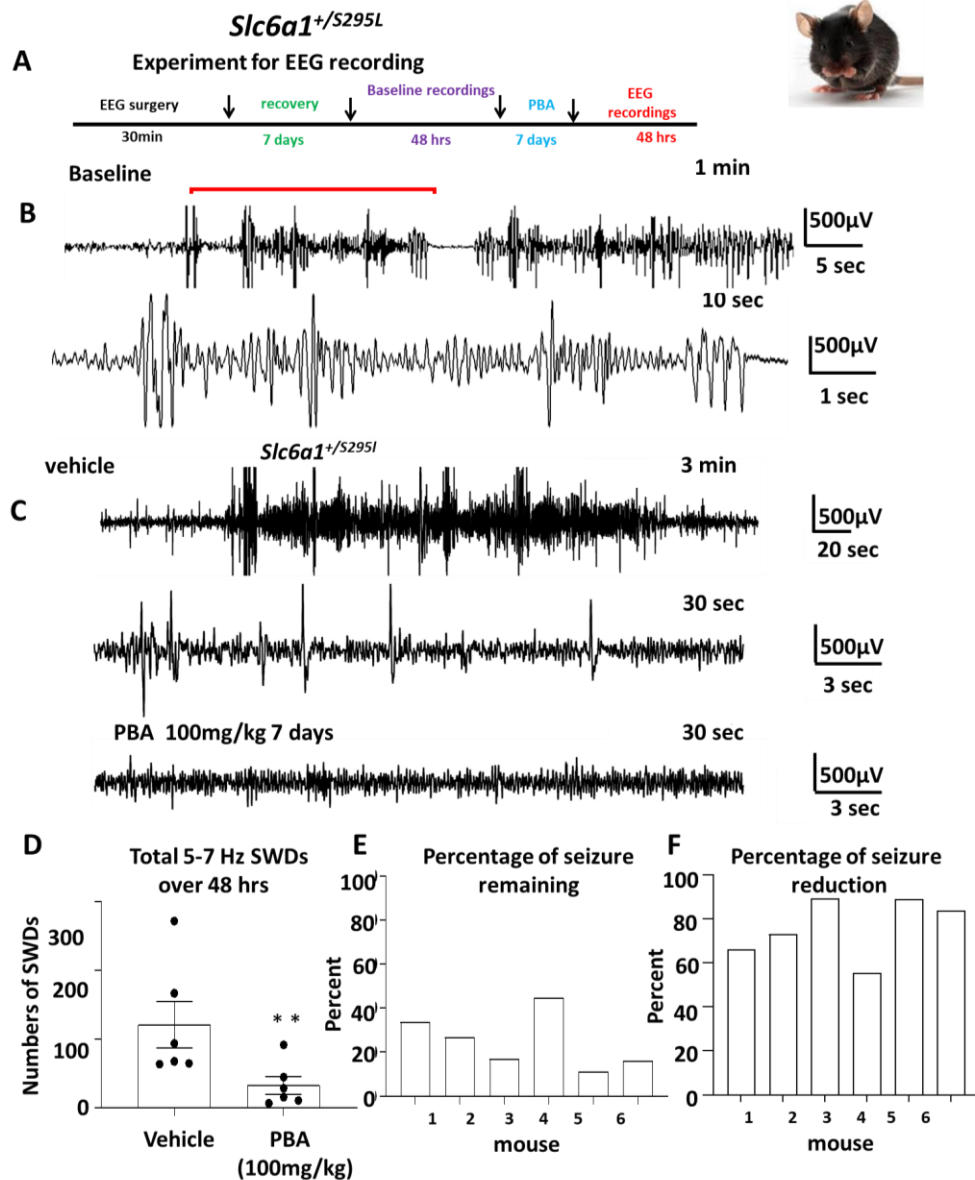 Slc6a1+/S295L
A
Experiment for EEG recording
EEG surgery
recovery
Baseline recordings
PBA
EEG recordings
30min
7 days
48 hrs
7 days
48 hrs
Baseline
1 min
B
500µV
5 sec
10 sec
500µV
1 sec
vehicle
Slc6a1+/S295l
3 min
C
500µV
20 sec
30 sec
500µV
3 sec
PBA 100mg/kg 7 days
30 sec
500µV
3 sec
D
Total 5-7 Hz SWDs
over 48 hrs
Numbers of SWDs
300
200
100
0
* *
Vehicle
PBA
(100mg/kg)
E
Percentage of seizure
remaining
Percent
100
80
60
40
20
0
1 2 3 4 5 6
mouse
F
Percentage of seizure
reduction
Percent
100
80
60
40
20
0
1 2 3 4 5 6
mouse